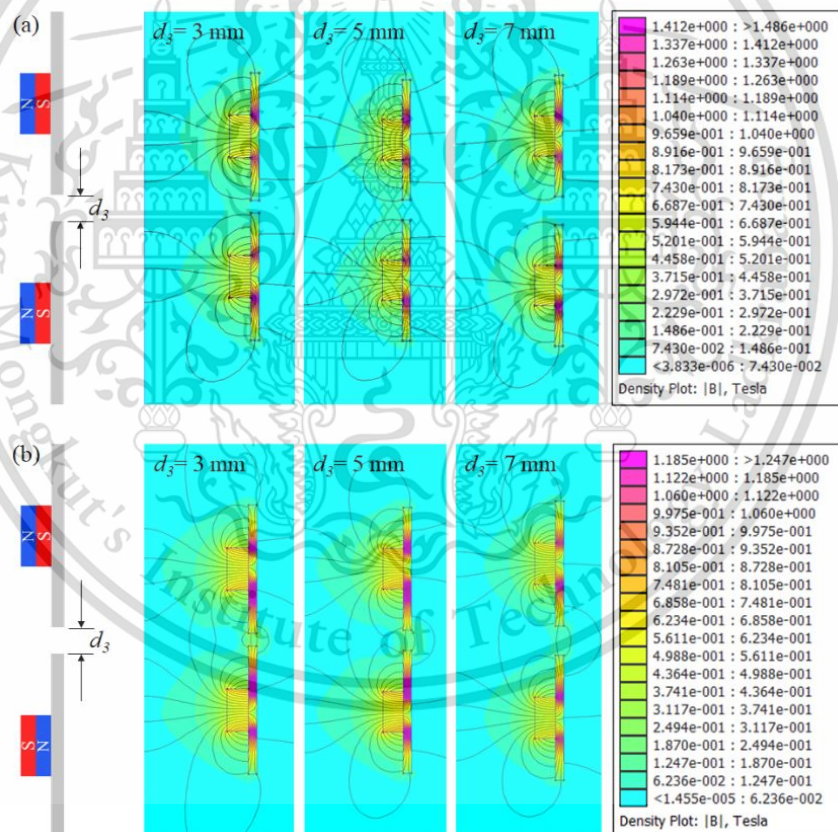 (a)
d₃= 3 mm
d₃= 5 mm
d₃= 7 mm
N S
d₃
N S
1.412e+000 : >1.486e+000
1.337e+000 : 1.412e+000
1.263e+000 : 1.337e+000
1.189e+000 : 1.263e+000
1.114e+000 : 1.189e+000
1.040e+000 : 1.114e+000
9.659e-001 : 1.040e+000
8.916e-001 : 9.659e-001
8.173e-001 : 8.916e-001
7.430e-001 : 8.173e-001
6.687e-001 : 7.430e-001
5.944e-001 : 6.687e-001
5.201e-001 : 5.944e-001
4.458e-001 : 5.201e-001
3.715e-001 : 4.458e-001
2.972e-001 : 3.715e-001
2.229e-001 : 2.972e-001
1.486e-001 : 2.229e-001
7.430e-002 : 1.486e-001
<3.833e-006 : 7.430e-002
Density Plot: |B|, Tesla
(b)
d₃= 3 mm
d₃= 5 mm
d₃= 7 mm
N S
d₃
S N
1.185e+000 : >1.247e+000
1.122e+000 : 1.185e+000
1.060e+000 : 1.122e+000
9.975e-001 : 1.060e+000
9.352e-001 : 9.975e-001
8.728e-001 : 9.352e-001
8.105e-001 : 8.728e-001
7.481e-001 : 8.105e-001
6.858e-001 : 7.481e-001
6.234e-001 : 6.858e-001
5.611e-001 : 6.234e-001
4.988e-001 : 5.611e-001
4.364e-001 : 4.988e-001
3.741e-001 : 4.364e-001
3.117e-001 : 3.741e-001
2.494e-001 : 3.117e-001
1.870e-001 : 2.494e-001
1.247e-001 : 1.870e-001
6.236e-002 : 1.247e-001
<1.455e-005 : 6.236e-002
Density Plot: |B|, Tesla
King Mongkut's Institute of Technology